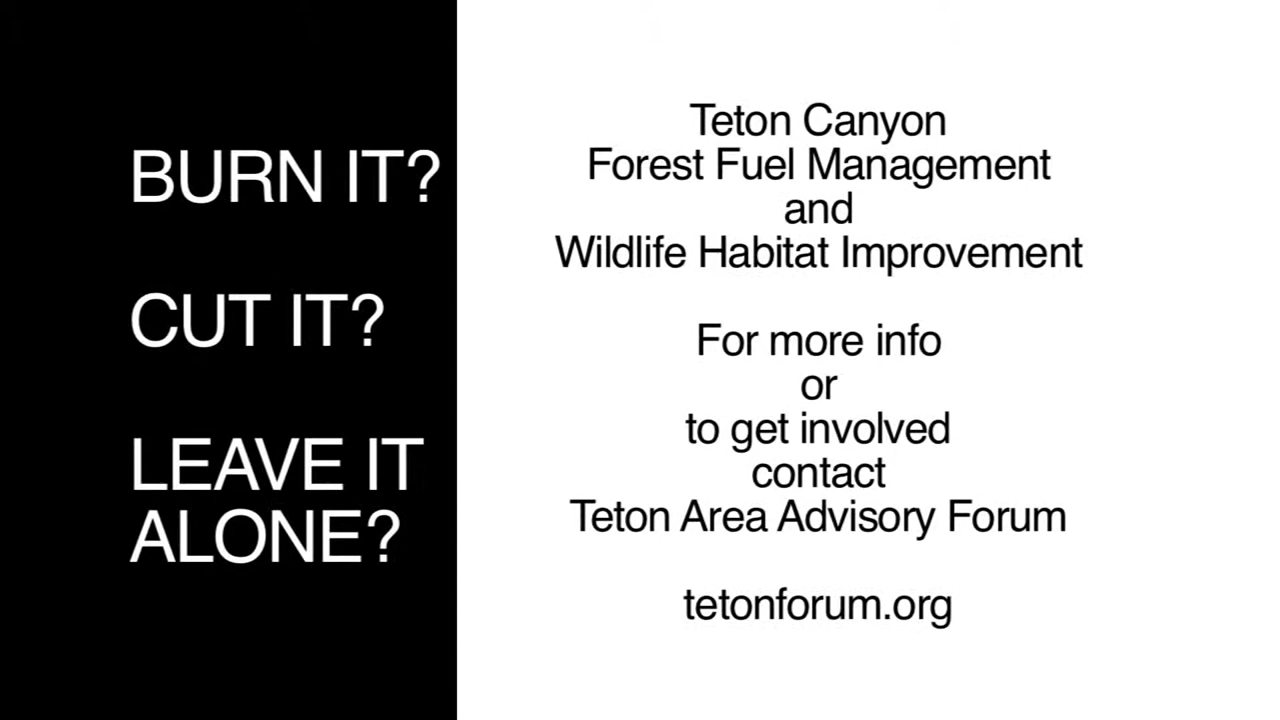 BURN IT?
CUT IT?
LEAVE IT
ALONE?
Teton Canyon
Forest Fuel Management
and
Wildlife Habitat Improvement
For more info
or
to get involved
contact
Teton Area Advisory Forum
tetonforum.org